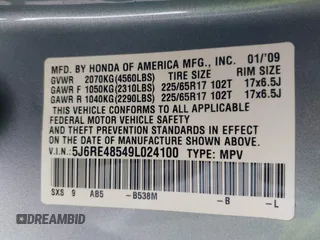 MFD. BY HONDA OF AMERICA MFG., INC. 01/'09
GVWR 2070KG(4560LBS) TIRE SIZE RIM SIZE
GAWR F 1050KG(2310LBS) 225/65R17 102T 17x6.5J
GAWR R 1040KG(2290LBS) 225/65R17 102T 17x6.5J
THIS VEHICLE CONFORMS TO ALL APPLICABLE
FEDERAL MOTOR VEHICLE SAFETY AND
THEFT PREVENTION STANDARDS IN EFFECT ON THE
DATE OF MANUFACTURE SHOWN ABOVE.
V.I.N.: 5J6RE48549L024100 TYPE: MPV
SXS 9 A85 -B538M -B -L
DREAMBID